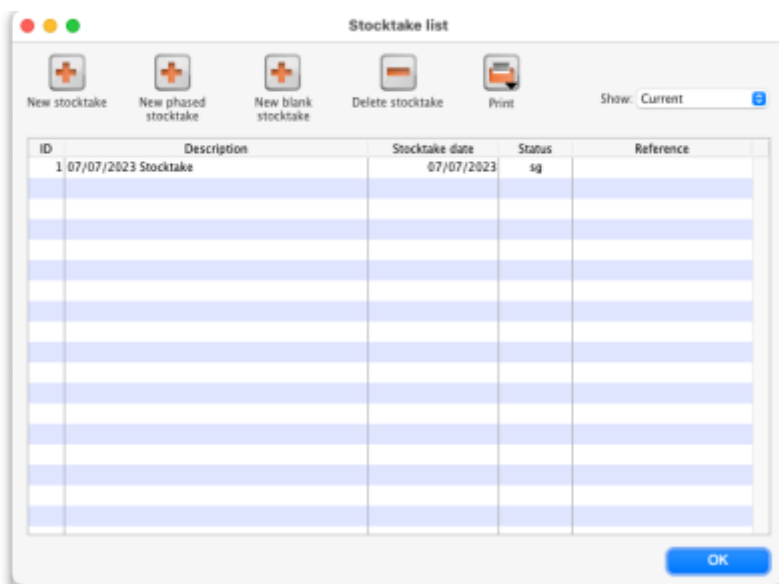 Stocktake list
New stocktake
New phased
stocktake
New blank
stocktake
Delete stocktake
Print
Show: Current
ID Description Stocktake date Status Reference
1 07/07/2023 Stocktake 07/07/2023 sg
OK